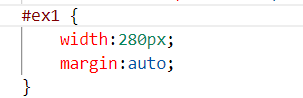 #ex1 {
    width:280px;
    margin:auto;
}